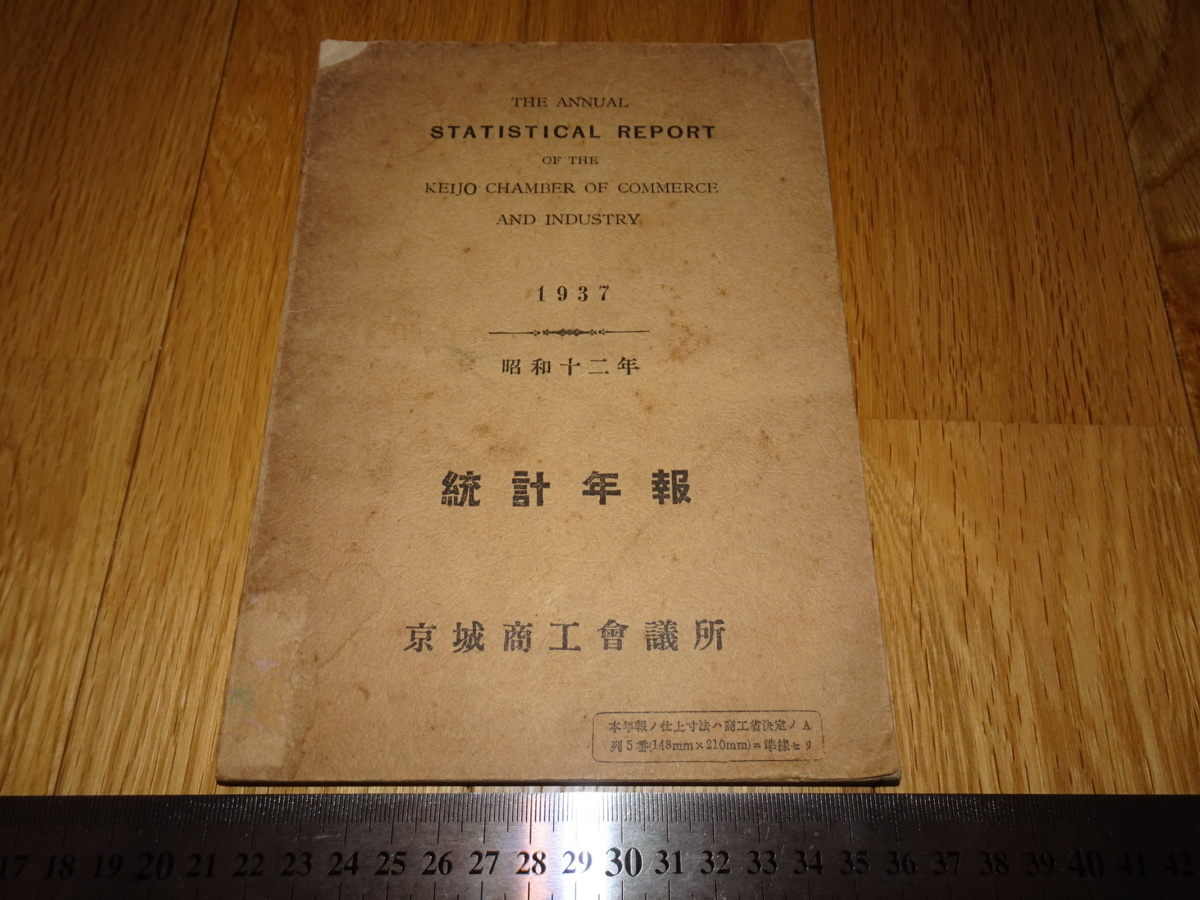 THE ANNUAL
STATISTICAL REPORT
OF THE
KEIJO CHAMBER OF COMMERCE
AND INDUSTRY
1937
昭和十二年
統計年報
京城商工會議所
本年報ノ仕上寸法ハ商工省決定ノA
列5番(148mm×210mm)ニ準據セリ
17 18 19 20 21 22 23 24 25 26 27 28 29 30 31 32 33 34 35 36 37 38 39 40 41 42